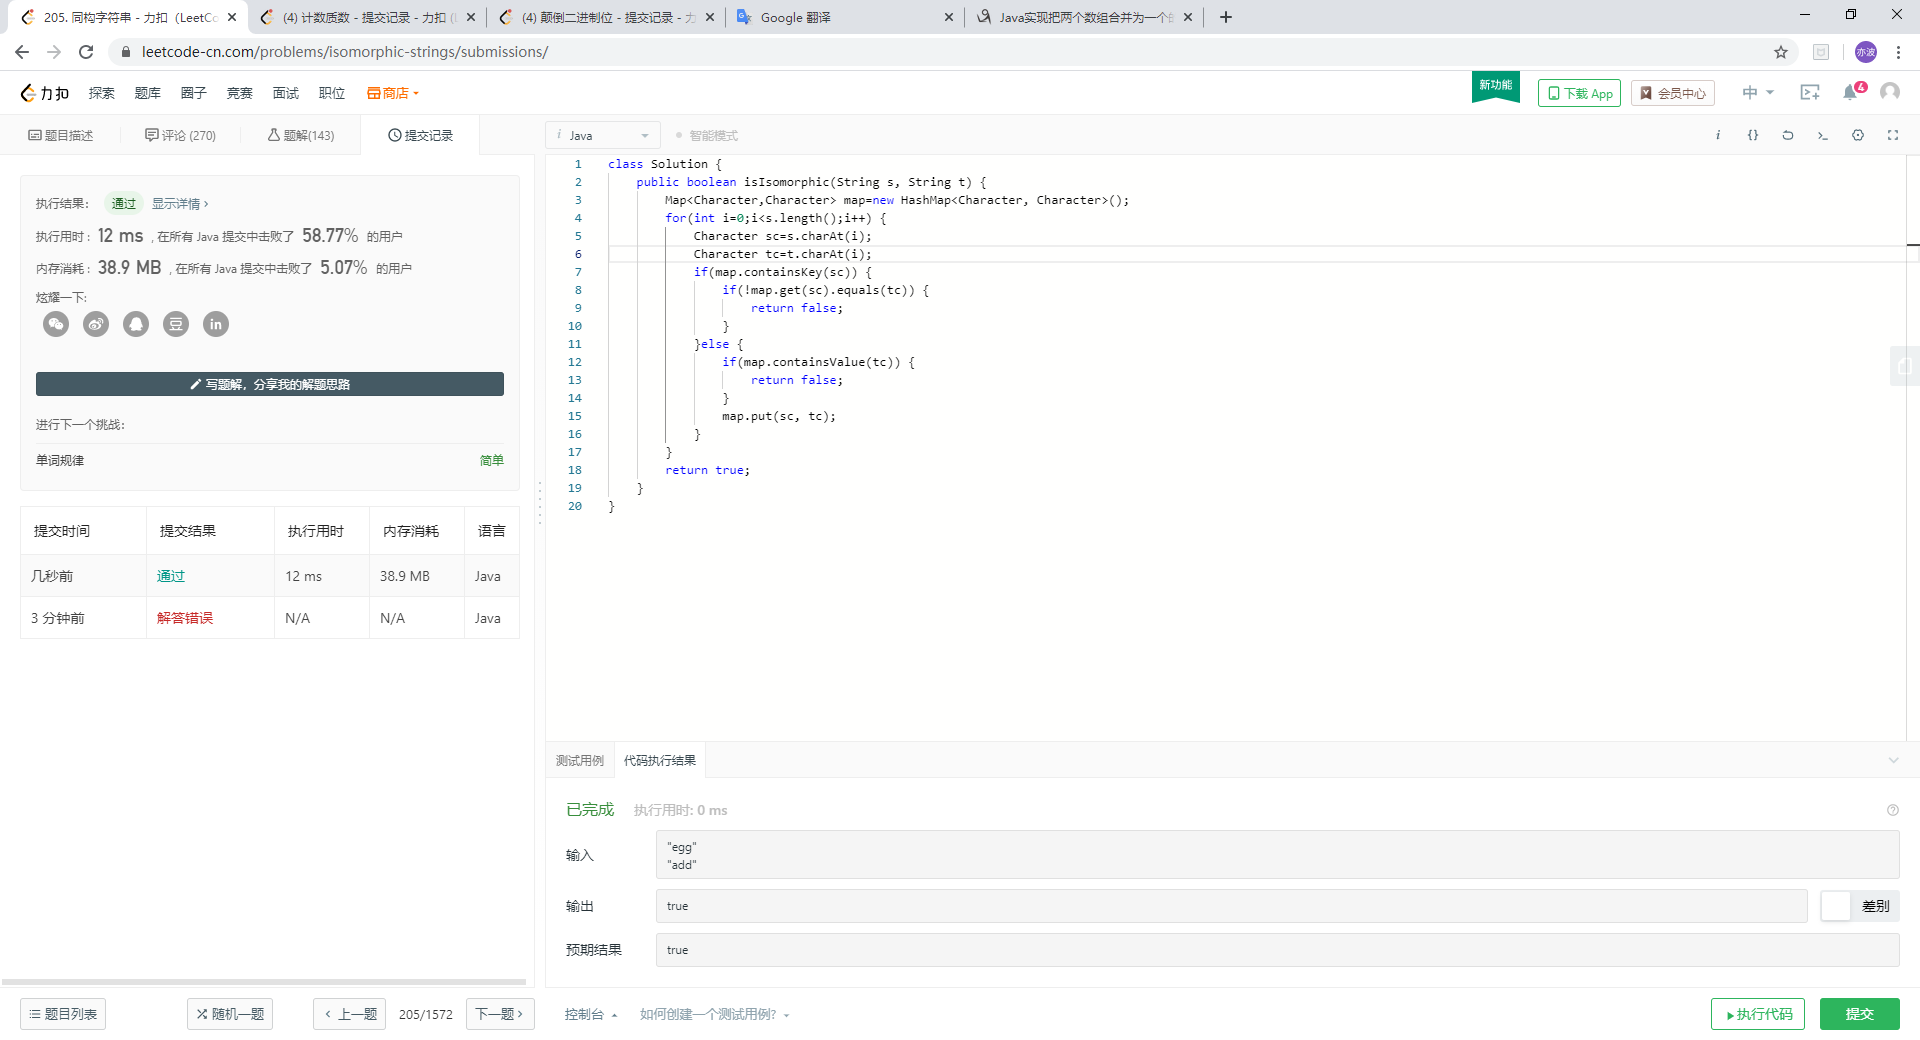 205. 同构字符串 - 力扣（LeetCo
(4) 计数质数 - 提交记录 - 力扣 (L
(4) 颠倒二进制位 - 提交记录 - 力
Google 翻译
Java实现把两个数组合并为一个的
leetcode-cn.com/problems/isomorphic-strings/submissions/
亦波
力扣 探索 题库 圈子 竞赛 面试 职位 商店
新功能
下载 App
会员中心
中
4
题目描述
评论 (270)
题解(143)
提交记录
i Java
智能模式
执行结果： 通过 显示详情 ›
执行用时 : 12 ms , 在所有 Java 提交中击败了 58.77% 的用户
内存消耗 : 38.9 MB , 在所有 Java 提交中击败了 5.07% 的用户
炫耀一下:
豆 in
写题解，分享我的解题思路
进行下一个挑战：
单词规律 简单
提交时间 提交结果 执行用时 内存消耗 语言
几秒前 通过 12 ms 38.9 MB Java
3 分钟前 解答错误 N/A N/A Java
1 class Solution {
2 public boolean isIsomorphic(String s, String t) {
3 Map<Character,Character> map=new HashMap<Character, Character>();
4 for(int i=0;i<s.length();i++) {
5 Character sc=s.charAt(i);
6 Character tc=t.charAt(i);
7 if(map.containsKey(sc)) {
8 if(!map.get(sc).equals(tc)) {
9 return false;
10 }
11 }else {
12 if(map.containsValue(tc)) {
13 return false;
14 }
15 map.put(sc, tc);
16 }
17 }
18 return true;
19 }
20 }
测试用例 代码执行结果
已完成 执行用时: 0 ms
输入
"egg"
"add"
输出 true 差别
预期结果 true
题目列表 随机一题 ‹ 上一题 205/1572 下一题 ›
控制台 如何创建一个测试用例?
执行代码 提交